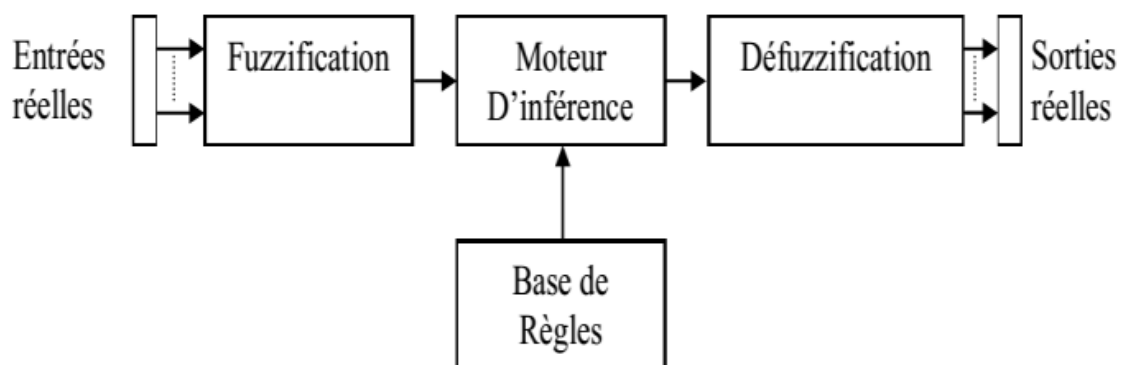 Entrées
réelles
Fuzzification
Moteur
D'inférence
Défuzzification
Sorties
réelles
Base de
Règles